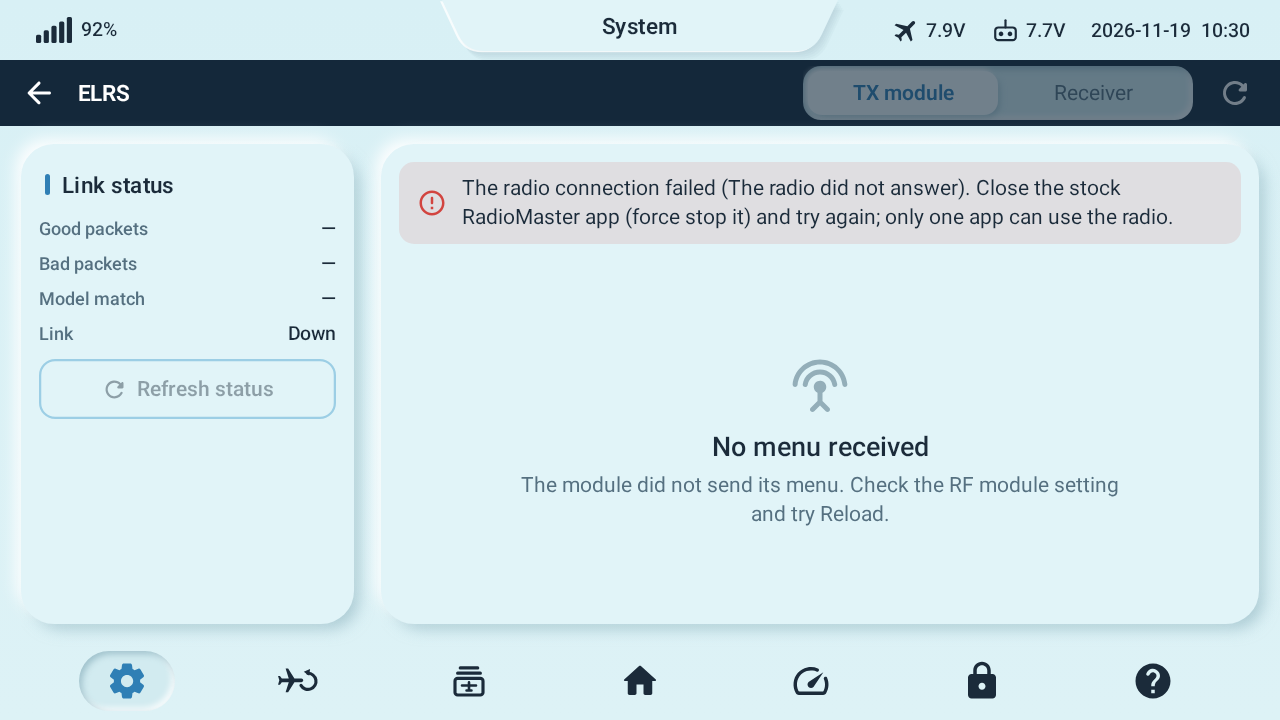 92%
System
7.9V
7.7V
2026-11-19 10:30
ELRS
TX module
Receiver
Link status
Good packets –
Bad packets –
Model match –
Link Down
Refresh status
The radio connection failed (The radio did not answer). Close the stock
RadioMaster app (force stop it) and try again; only one app can use the radio.
No menu received
The module did not send its menu. Check the RF module setting
and try Reload.